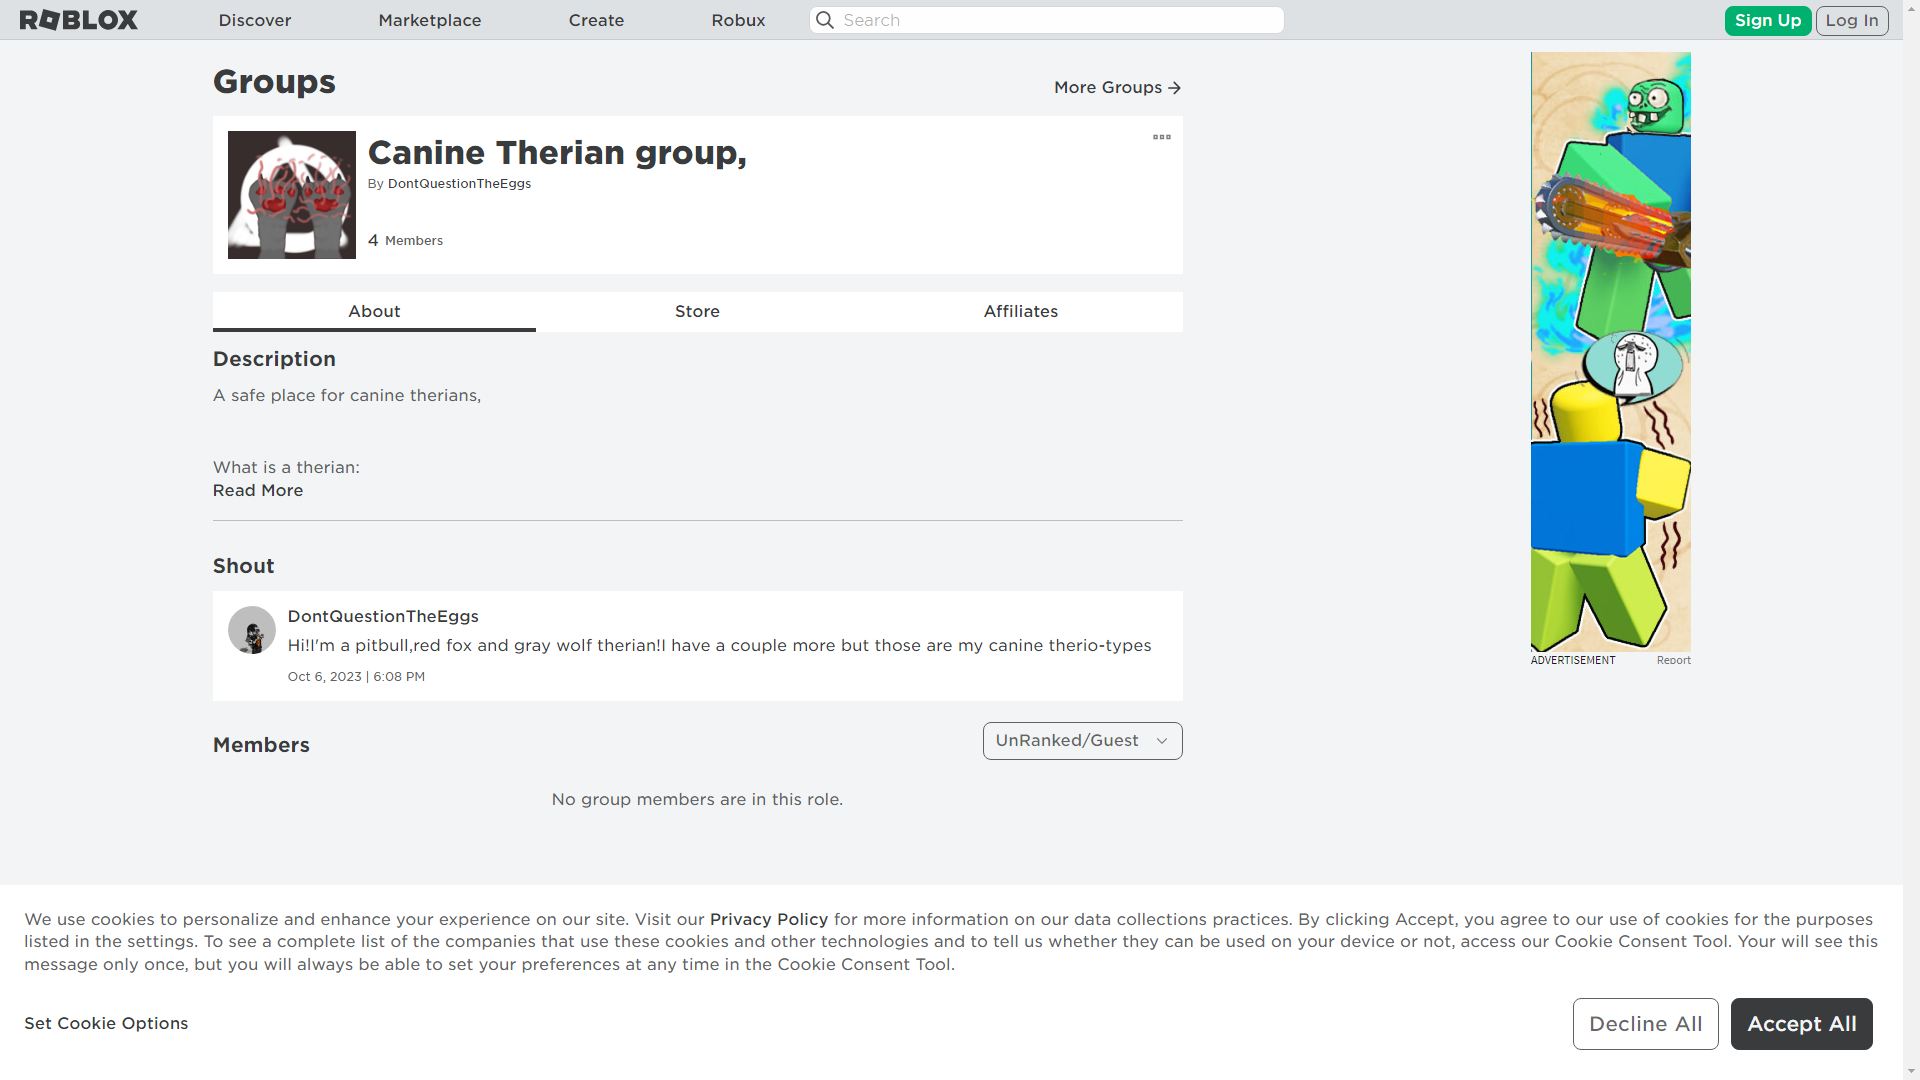 ROBLOX
Discover
Marketplace
Create
Robux
Search
Sign Up
Log In
Groups
More Groups
Canine Therian group,
By DontQuestionTheEggs
4 Members
About
Store
Affiliates
Description
A safe place for canine therians,
What is a therian:
Read More
Shout
DontQuestionTheEggs
Hi!I'm a pitbull,red fox and gray wolf therian!I have a couple more but those are my canine therio-types
Oct 6, 2023 | 6:08 PM
Members
UnRanked/Guest
No group members are in this role.
ADVERTISEMENT
Report
We use cookies to personalize and enhance your experience on our site. Visit our Privacy Policy for more information on our data collections practices. By clicking Accept, you agree to our use of cookies for the purposes
listed in the settings. To see a complete list of the companies that use these cookies and other technologies and to tell us whether they can be used on your device or not, access our Cookie Consent Tool. Your will see this
message only once, but you will always be able to set your preferences at any time in the Cookie Consent Tool.
Set Cookie Options
Decline All
Accept All